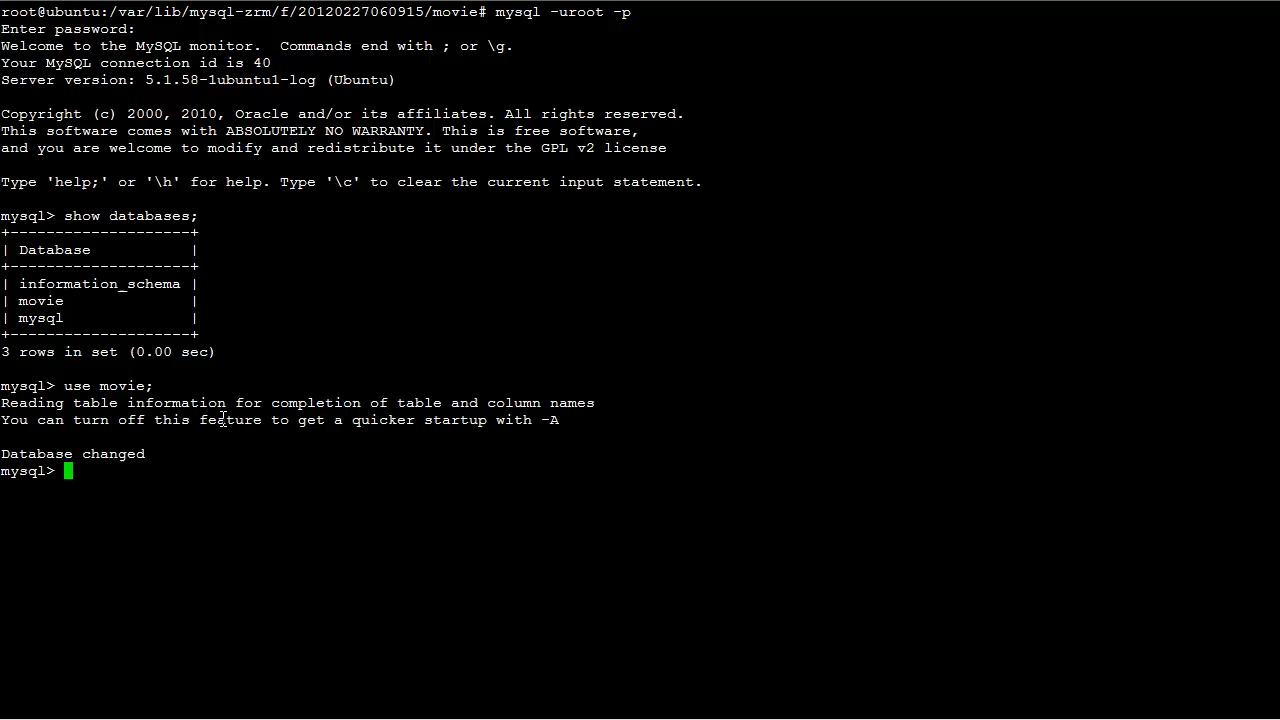 root@ubuntu:/var/lib/mysql-zrm/f/20120227060915/movie# mysql -uroot -p
Enter password:
Welcome to the MySQL monitor.  Commands end with ; or \g.
Your MySQL connection id is 40
Server version: 5.1.58-1ubuntu1-log (Ubuntu)

Copyright (c) 2000, 2010, Oracle and/or its affiliates. All rights reserved.
This software comes with ABSOLUTELY NO WARRANTY. This is free software,
and you are welcome to modify and redistribute it under the GPL v2 license

Type 'help;' or '\h' for help. Type '\c' to clear the current input statement.

mysql> show databases;
+--------------------+
| Database           |
+--------------------+
| information_schema |
| movie              |
| mysql              |
+--------------------+
3 rows in set (0.00 sec)

mysql> use movie;
Reading table information for completion of table and column names
You can turn off this feature to get a quicker startup with -A

Database changed
mysql>